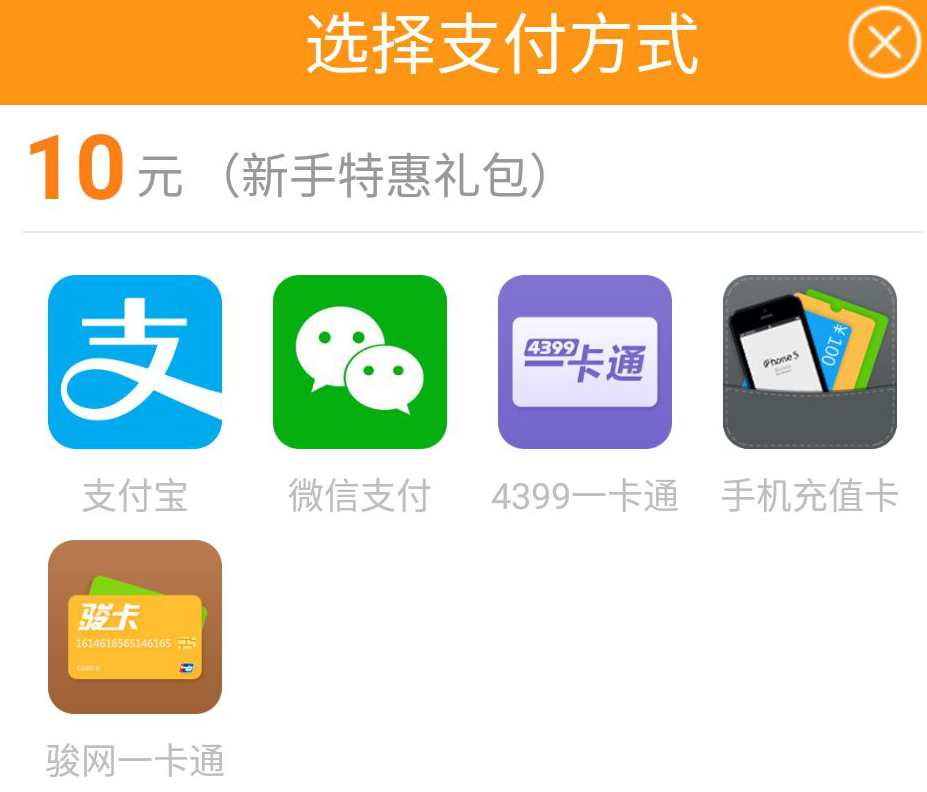 选择支付方式
10元（新手特惠礼包）
支
4399
一卡通
iPhone 5
¥100
支付宝 微信支付 4399一卡通 手机充值卡
骏卡
1614616565146165
CARD·H
骏网一卡通